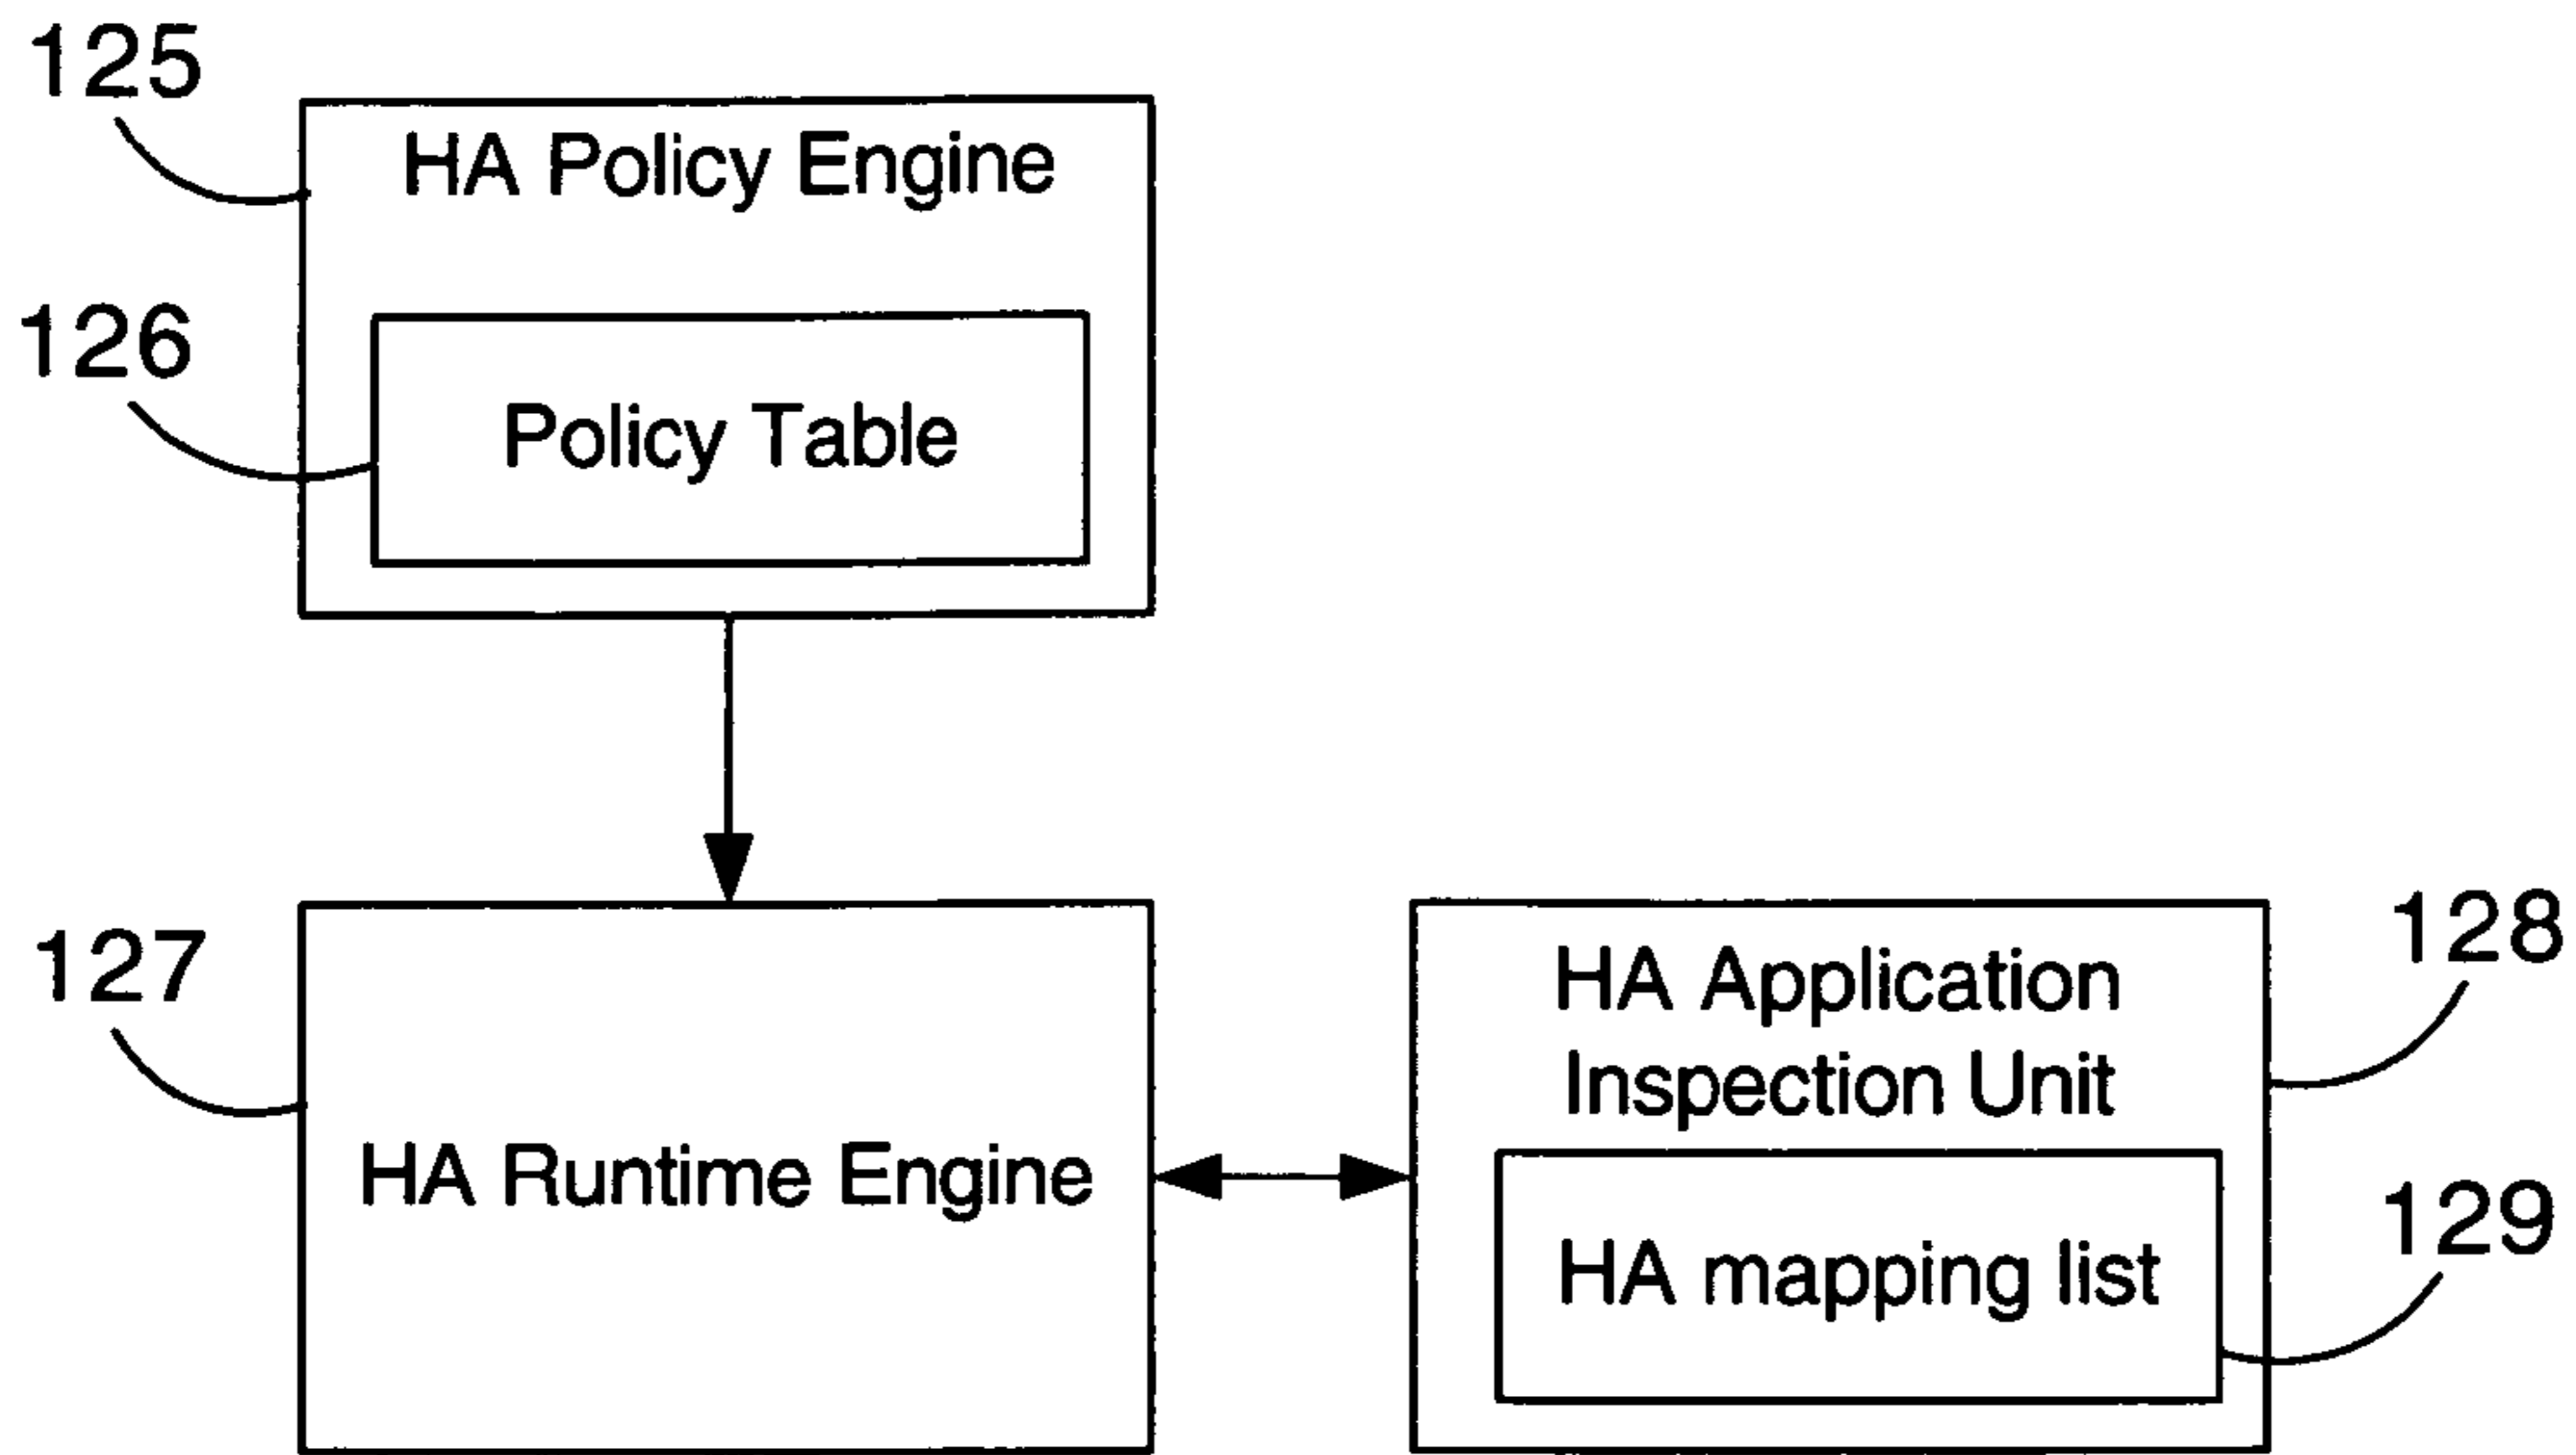 125
HA Policy Engine
126
Policy Table
127
HA Runtime Engine
128
HA Application
Inspection Unit
129
HA mapping list